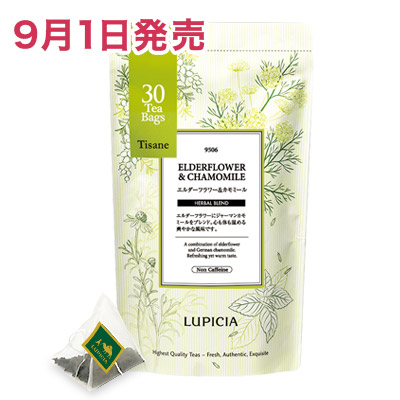 9月1日発売
30
Tea
Bags
Tisane
9506
ELDERFLOWER
& CHAMOMILE
エルダーフラワー&カモミール
HERBAL BLEND
エルダーフラワーにジャーマンカモ
ミールをブレンド。心も体も温める
爽やかな風味です。
A combination of elderflower
and German chamomile.
Refreshing yet warm taste.
Non Caffeine
LUPICIA
LUPICIA
Highest Quality Teas – Fresh, Authentic, Exquisite